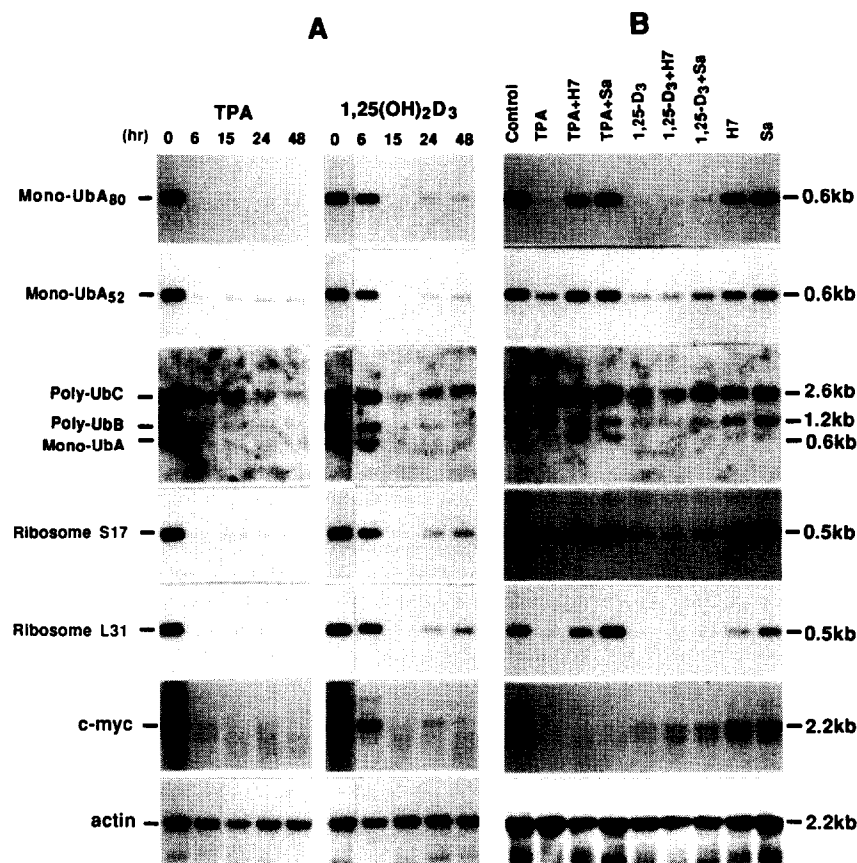 A
B
TPA
1,25(OH)2D3
(hr) 0 6 15 24 48 0 6 15 24 48
Control
TPA
TPA+H7
TPA+Sa
1,25-D3
1,25-D3+H7
1,25-D3+Sa
H7
Sa
Mono-UbA80
0.6kb
Mono-UbA52
0.6kb
Poly-UbC
2.6kb
Poly-UbB
1.2kb
Mono-UbA
0.6kb
Ribosome S17
0.5kb
Ribosome L31
0.5kb
c-myc
2.2kb
actin
2.2kb